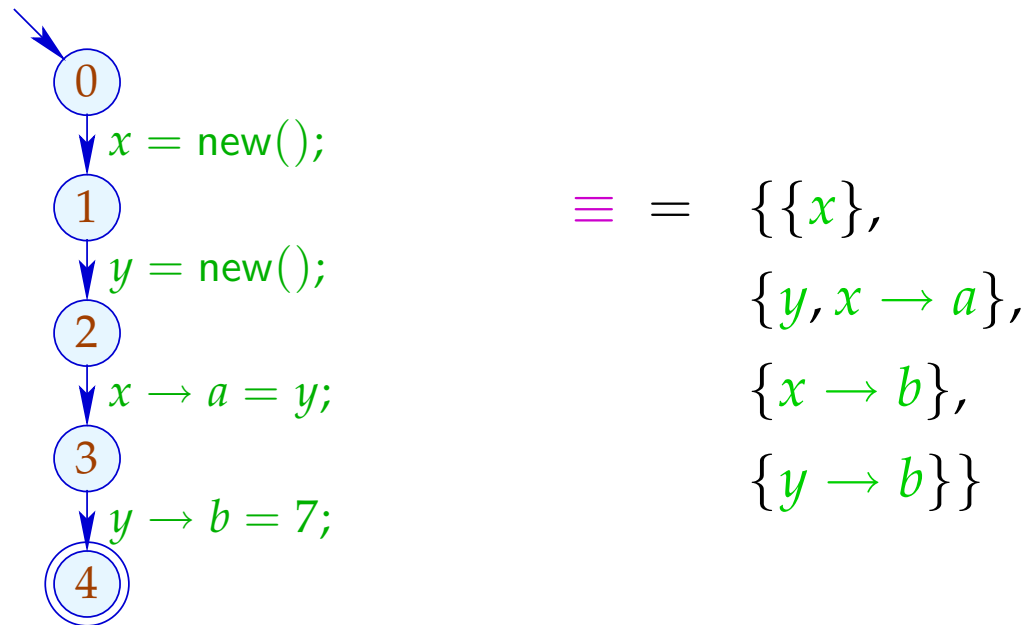 0
x = new();
1
y = new();
2
x → a = y;
3
y → b = 7;
4
≡ = {{x},
{y, x → a},
{x → b},
{y → b}}